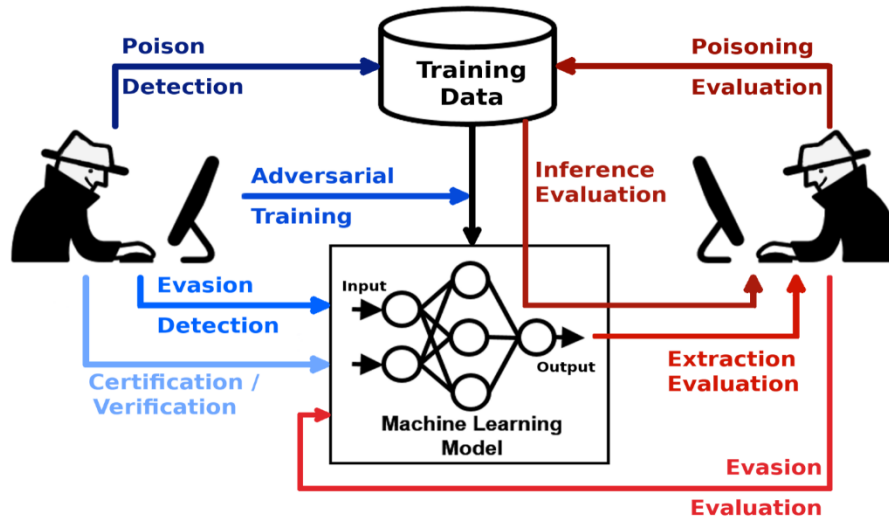 Poison
Detection
Training
Data
Poisoning
Evaluation
Adversarial
Training
Inference
Evaluation
Evasion
Detection
Input
Output
Certification /
Verification
Machine Learning
Model
Extraction
Evaluation
Evasion
Evaluation